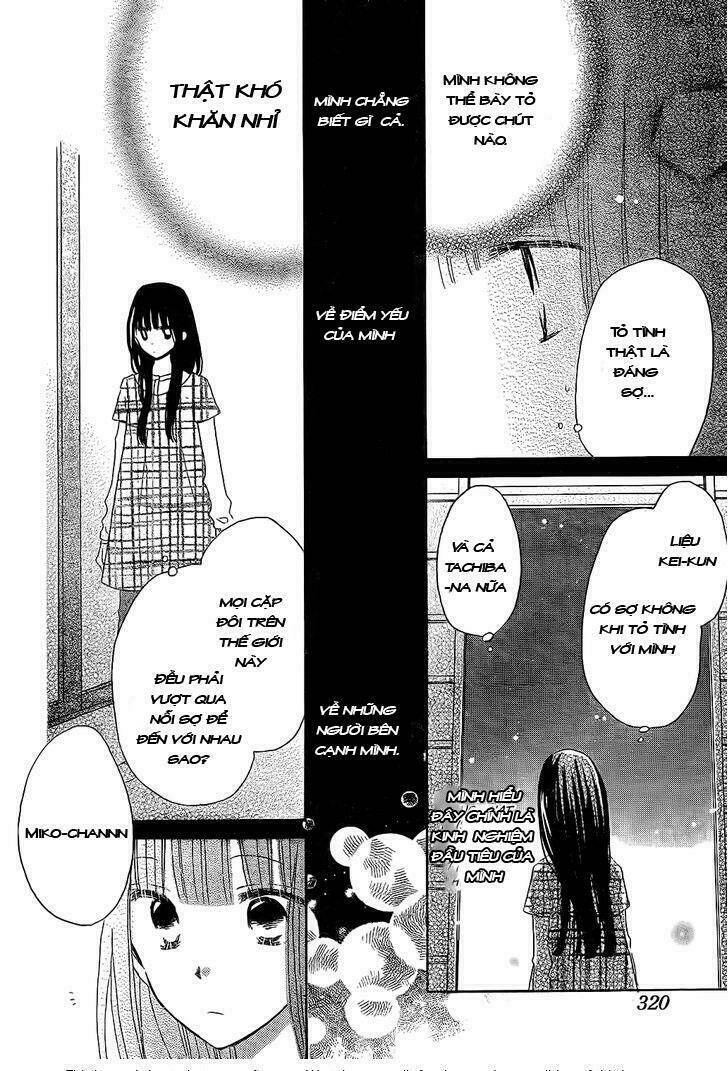 MÌNH KHÔNG
THỂ BÀY TỎ
ĐƯỢC CHÚT
NÀO.
TỎ TÌNH
THẬT LÀ
ĐÁNG
SỢ...
LIỆU
KEI-KUN
CÓ SỢ KHÔNG
KHI TỎ TÌNH
VỚI MÌNH
VÀ CẢ
TACHIBA
-NA NỮA
MÌNH HIỂU
ĐÂY CHÍNH LÀ
KINH NGHIỆM
ĐẦU TIÊU CỦA
MÌNH
320
MÌNH CHẲNG
BIẾT GÌ CẢ.
VỀ ĐIỂM YẾU
CỦA MÌNH
VỀ NHỮNG
NGƯỜI BÊN
CẠNH MÌNH.
THẬT KHÓ
KHĂN NHỈ
MỌI CẶP
ĐÔI TRÊN
THẾ GIỚI
NÀY
ĐỀU PHẢI
VƯỢT QUA
NỖI SỢ ĐỂ
ĐẾN VỚI NHAU
SAO?
MIKO-CHANNN